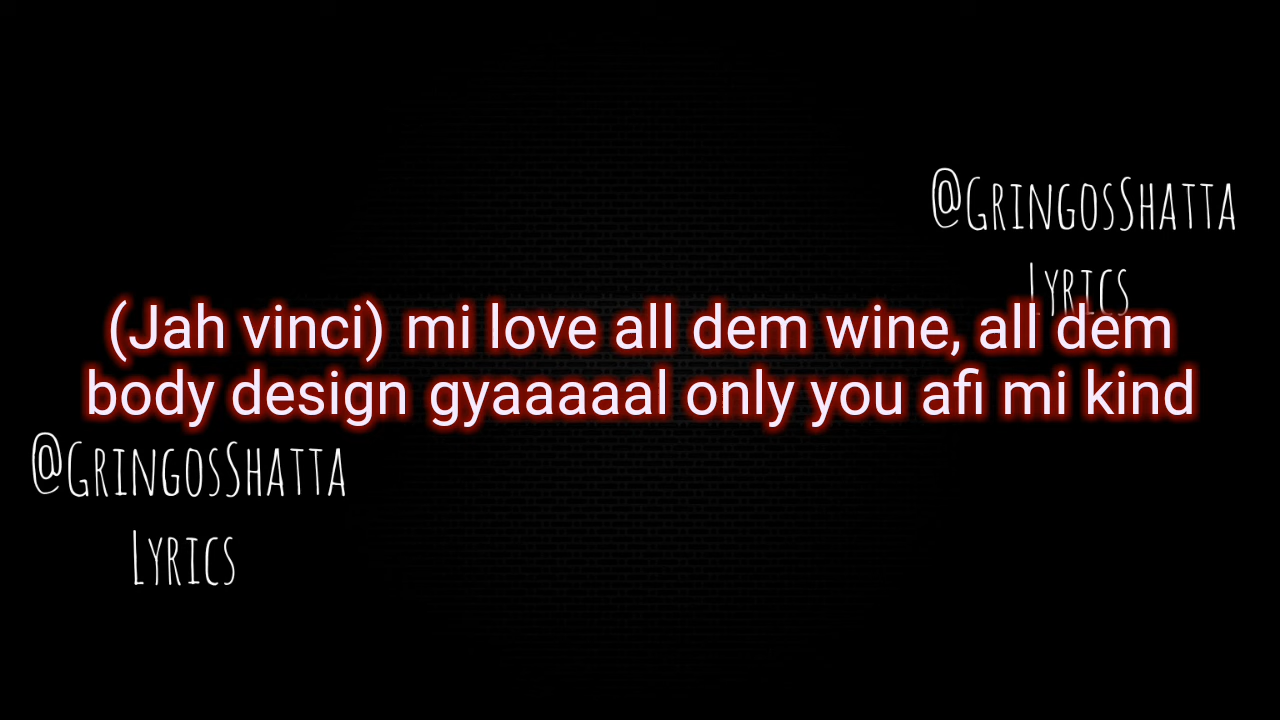 @GringosShatta
Lyrics
(Jah vinci) mi love all dem wine, all dem
body design gyaaaaal only you afi mi kind
@GringosShatta
Lyrics